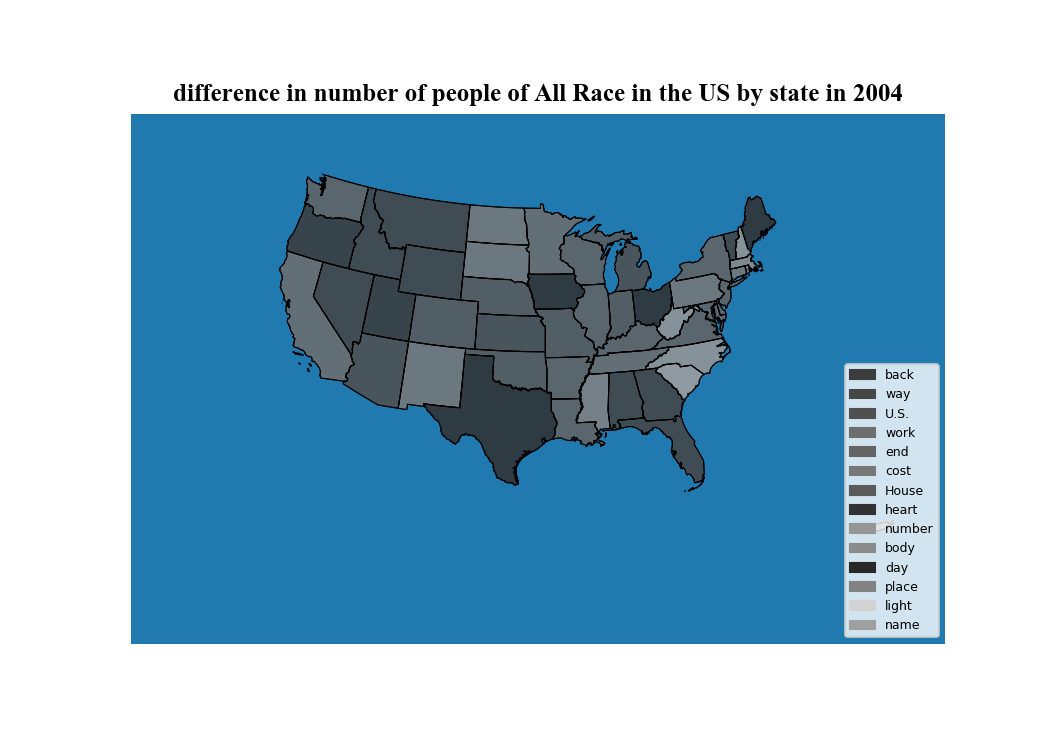 difference in number of people of All Race in the US by state in 2004
back
way
U.S.
work
end
cost
House
heart
number
body
day
place
light
name